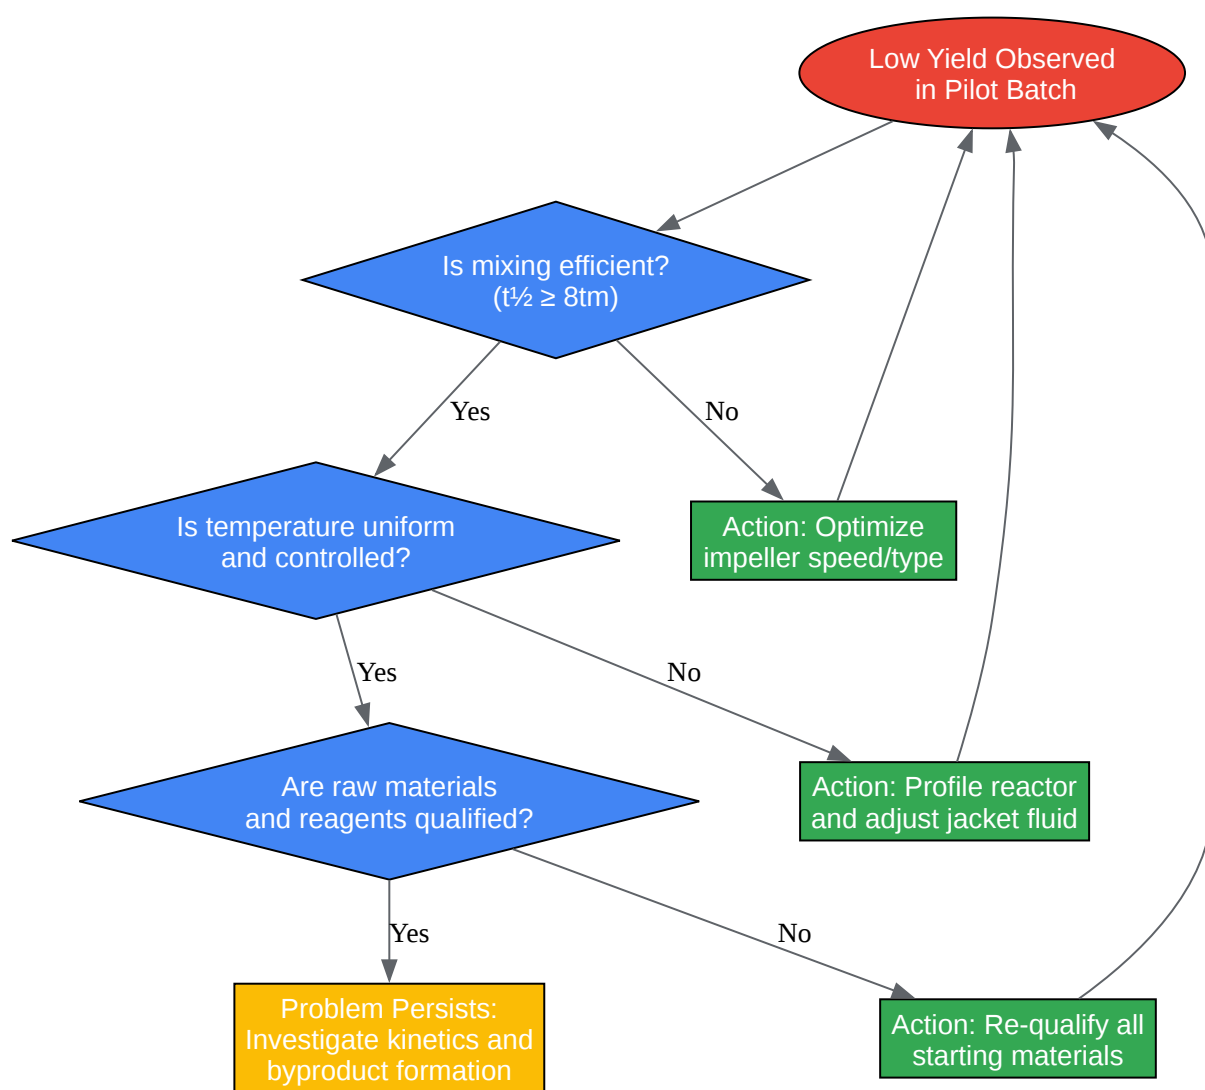 Low Yield Observed
in Pilot Batch
Is mixing efficient?
(t½ ≥ 8tm)
Yes
No
Is temperature uniform
and controlled?
Action: Optimize
impeller speed/type
Yes
No
Are raw materials
and reagents qualified?
Action: Profile reactor
and adjust jacket fluid
Yes
No
Problem Persists:
Investigate kinetics and
byproduct formation
Action: Re-qualify all
starting materials